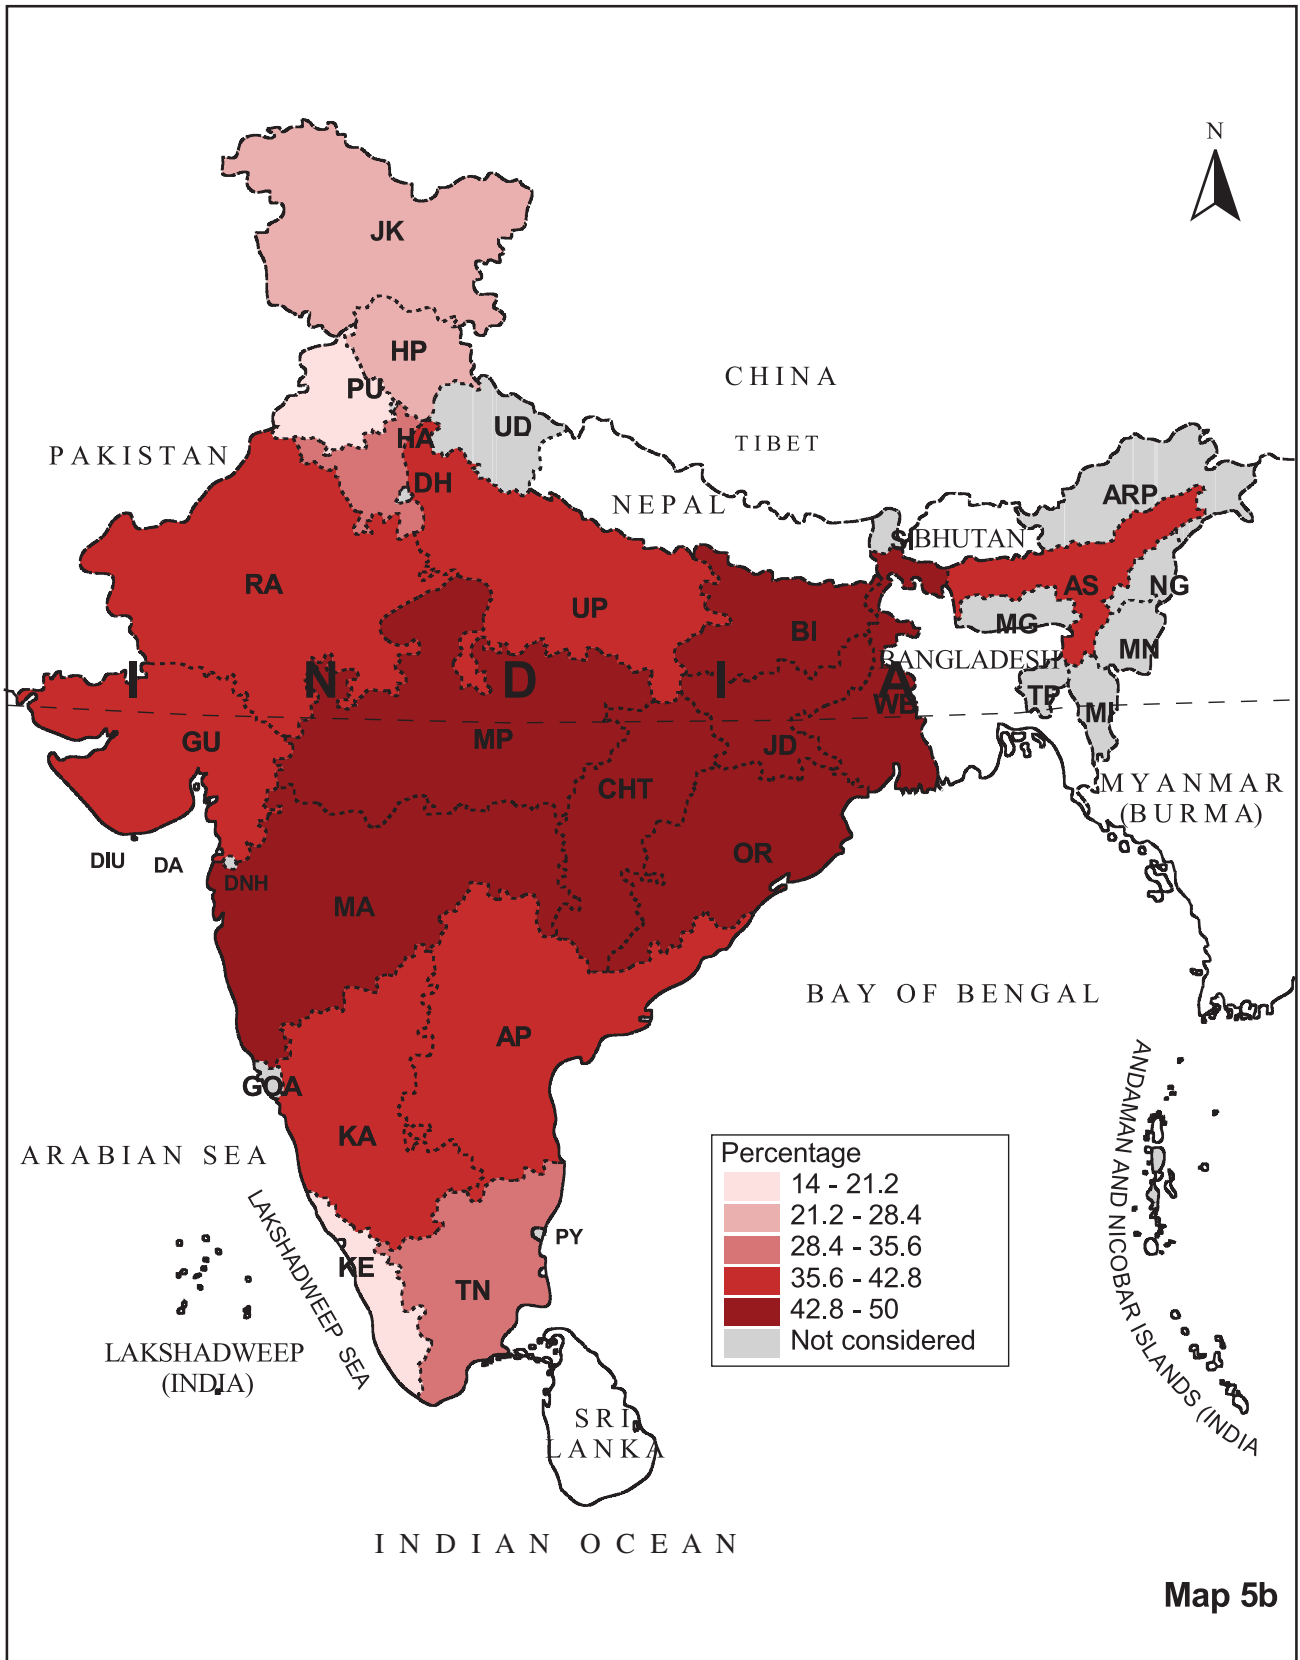 N
JK
HP
CHINA
PU
UD
HA
TIBET
PAKISTAN
DH
ARP
NEPAL
SI
BHUTAN
RA
AS
NG
UP
BI
MG
MN
BANGLADESH
I N D I A
TP
WB
MI
GU
MP
JD
CHT
MYANMAR
(BURMA)
OR
DIU
DA
DNH
MA
BAY OF BENGAL
AP
GOA
ANDAMAN AND NICOBAR ISLANDS (INDIA
KA
ARABIAN SEA
Percentage
14 - 21.2
21.2 - 28.4
28.4 - 35.6
35.6 - 42.8
42.8 - 50
Not considered
LAKSHADWEEP SEA
PY
KE
TN
LAKSHADWEEP
(INDIA)
SRI
LANKA
INDIAN OCEAN
Map 5b